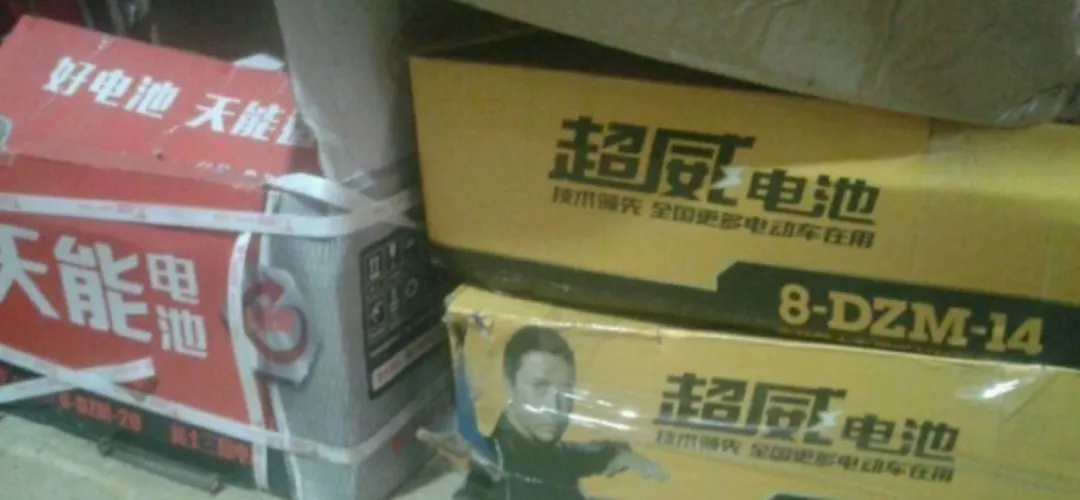 好电池 天能
天能电池
6-DZM-20
超威电池
技术领先 全国更多电动车在用
8-DZM-14
超威电池
技术领先 全国更多电动车在用